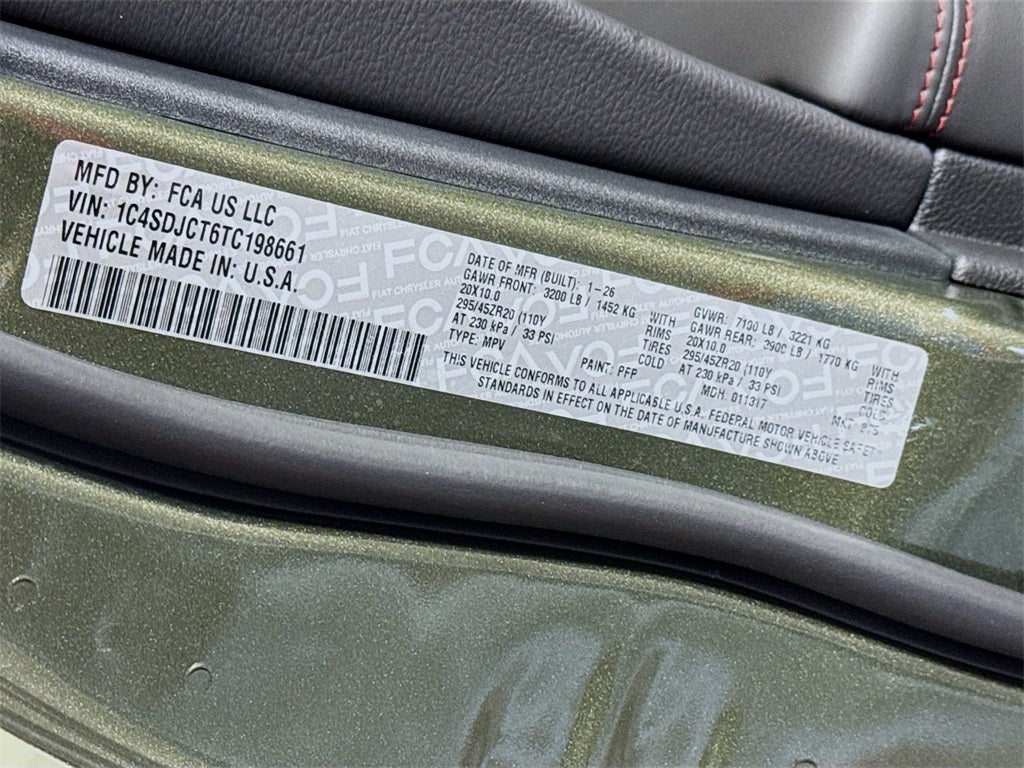 MFD BY: FCA US LLC
VIN: 1C4SDJCT6TC198661
VEHICLE MADE IN: U.S.A.
DATE OF MFR (BUILT): 1-26 GVWR: 7100 LB / 3221 KG
GAWR FRONT: 3200 LB / 1452 KG WITH GAWR REAR: 3900 LB / 1770 KG WITH
20X10.0 RIMS 20X10.0 RIMS
295/45ZR20 (110Y TIRES 295/45ZR20 (110Y TIRES
AT 230 kPa / 33 PSI COLD AT 230 kPa / 33 PSI COLD
TYPE: MPV PAINT: PFP MDH: 011317 MKT:
THIS VEHICLE CONFORMS TO ALL APPLICABLE U.S.A. FEDERAL MOTOR VEHICLE SAFETY
STANDARDS IN EFFECT ON THE DATE OF MANUFACTURE SHOWN ABOVE